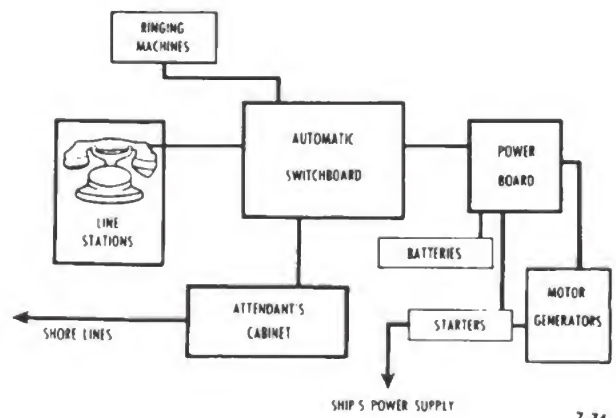 RINGING
MACHINES
AUTOMATIC
SWITCHBOARD
POWER
BOARD
LINE
STATIONS
BATTERIES
ATTENDANT'S
CABINET
MOTOR
GENERATORS
STARTERS
SHORE LINES
SHIP'S POWER SUPPLY